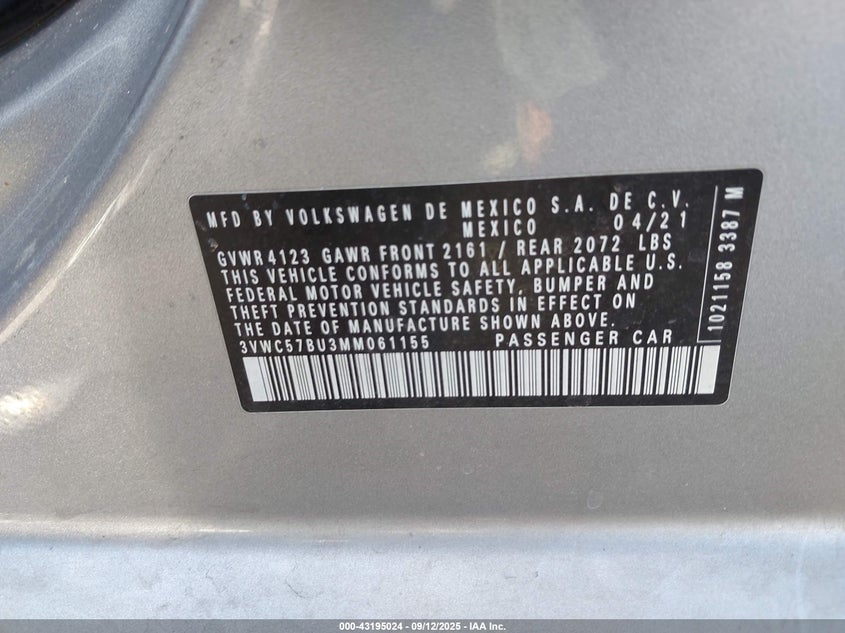 MFD BY VOLKSWAGEN DE MEXICO S.A. DE C.V.
MEXICO 04/21
GVWR 4123 GAWR FRONT 2161 / REAR 2072 LBS
THIS VEHICLE CONFORMS TO ALL APPLICABLE U.S.
FEDERAL MOTOR VEHICLE SAFETY, BUMPER AND
THEFT PREVENTION STANDARDS IN EFFECT ON
THE DATE OF MANUFACTURE SHOWN ABOVE.
3VWC57BU3MM061155 PASSENGER CAR
1021158 3387 M
000-43195024 | 09/12/2025 | IAA Inc.